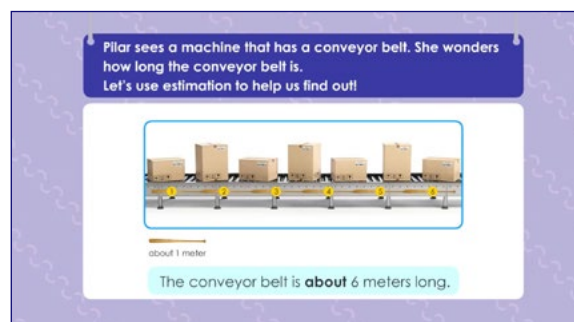 Pilar sees a machine that has a conveyor belt. She wonders
how long the conveyor belt is.
Let's use estimation to help us find out!
1 2 3 4 5 6
about 1 meter
The conveyor belt is about 6 meters long.